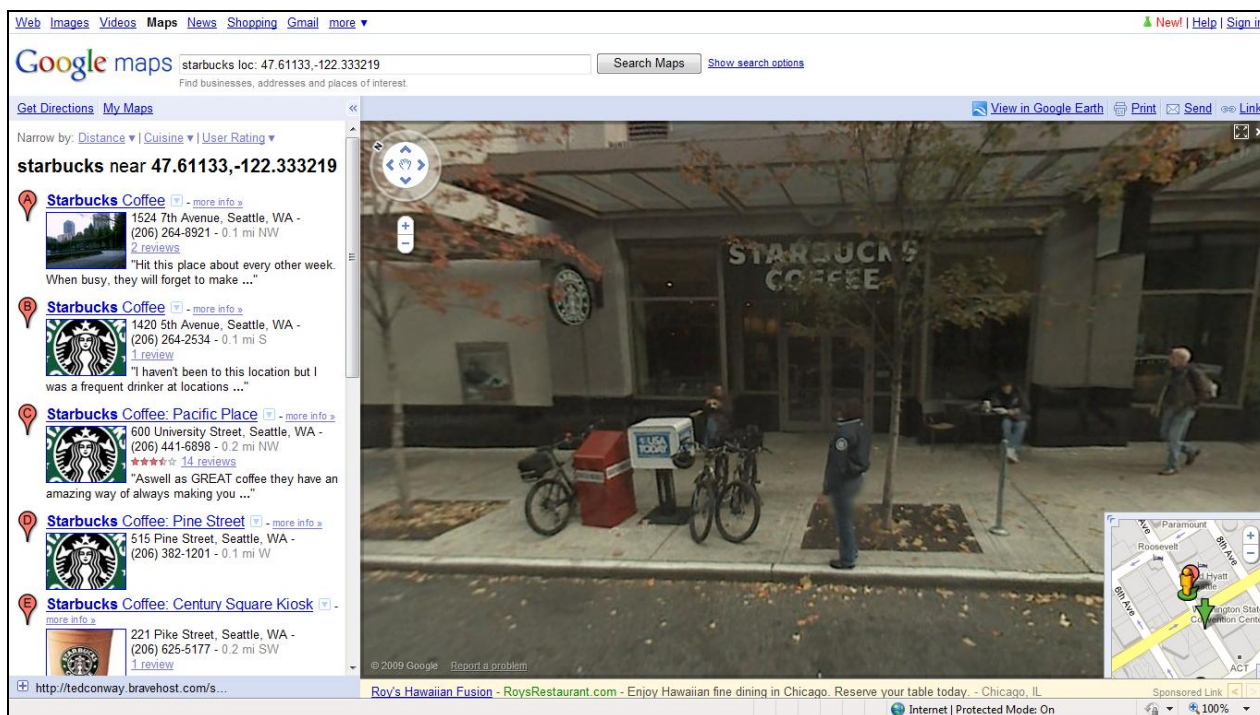 Web Images Videos Maps News Shopping Gmail more ▼
New! | Help | Sign in
Google maps
starbucks loc: 47.61133,-122.333219
Search Maps
Show search options
Find businesses, addresses and places of interest.
Get Directions My Maps
«
View in Google Earth Print Send Link
Narrow by: Distance ▼ | Cuisine ▼ | User Rating ▼
starbucks near 47.61133,-122.333219
A Starbucks Coffee - more info »
1524 7th Avenue, Seattle, WA -
(206) 264-8921 - 0.1 mi NW
2 reviews
"Hit this place about every other week.
When busy, they will forget to make ..."
B Starbucks Coffee - more info »
1420 5th Avenue, Seattle, WA -
(206) 264-2534 - 0.1 mi S
1 review
"I haven't been to this location but I
was a frequent drinker at locations ..."
C Starbucks Coffee: Pacific Place - more info »
600 University Street, Seattle, WA -
(206) 441-6898 - 0.2 mi NW
14 reviews
"Aswell as GREAT coffee they have an
amazing way of always making you ..."
D Starbucks Coffee: Pine Street - more info »
515 Pine Street, Seattle, WA -
(206) 382-1201 - 0.1 mi W
E Starbucks Coffee: Century Square Kiosk -
more info »
221 Pike Street, Seattle, WA -
(206) 625-5177 - 0.2 mi SW
1 review
http://tedconway.bravehost.com/s...
N
STARBUCKS
COFFEE
USA
TODAY
Paramount
Roosevelt
Ave
8th Ave
8th Ave
Hyatt
6th Ave
Washington State
Convention Center
ACT
© 2009 Google Report a problem
Roy's Hawaiian Fusion - RoysRestaurant.com - Enjoy Hawaiian fine dining in Chicago. Reserve your table today. - Chicago, IL
Sponsored Link < >
Internet | Protected Mode: On
100%